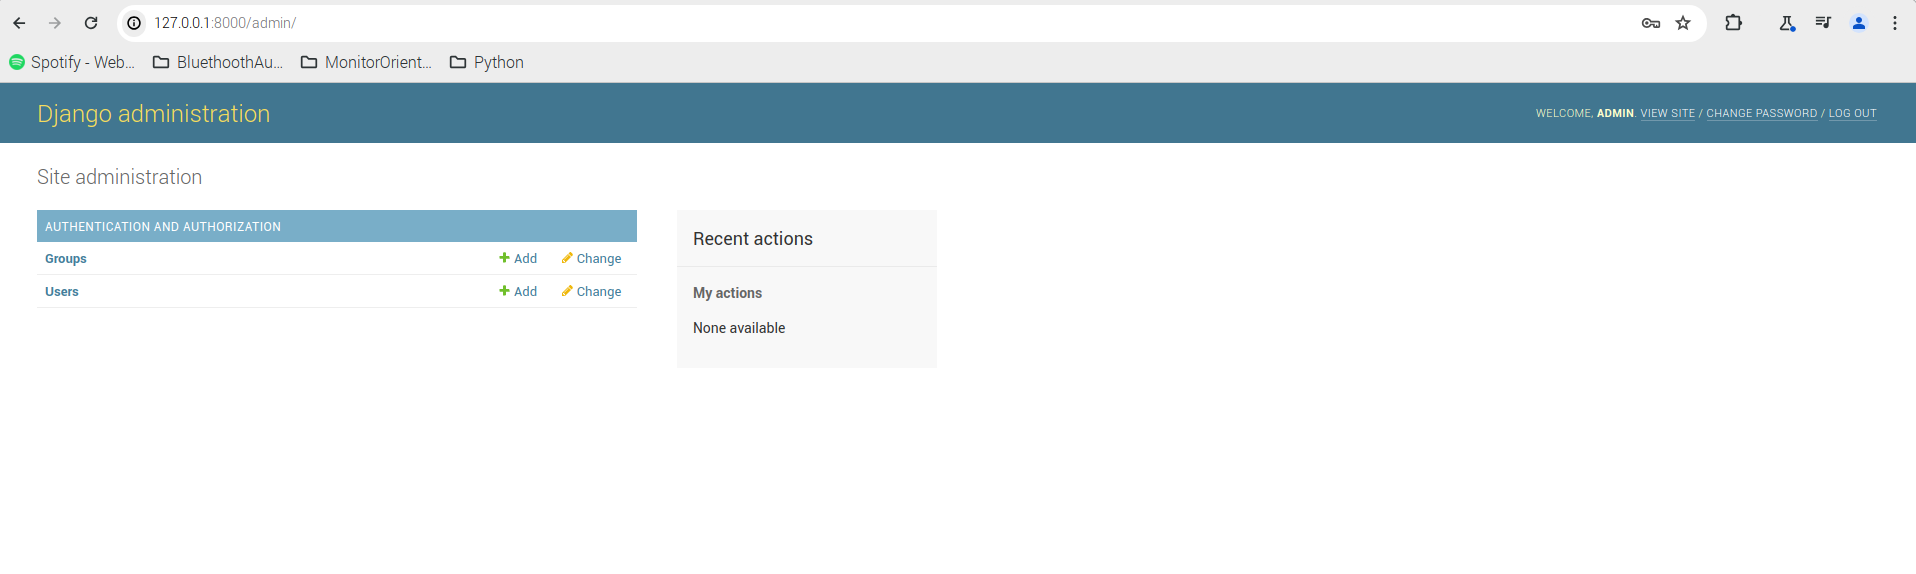 127.0.0.1:8000/admin/
Spotify - Web... BluethoothAu... MonitorOrient... Python
Django administration
WELCOME, ADMIN. VIEW SITE / CHANGE PASSWORD / LOG OUT
Site administration
AUTHENTICATION AND AUTHORIZATION
Groups Add Change
Users Add Change
Recent actions
My actions
None available